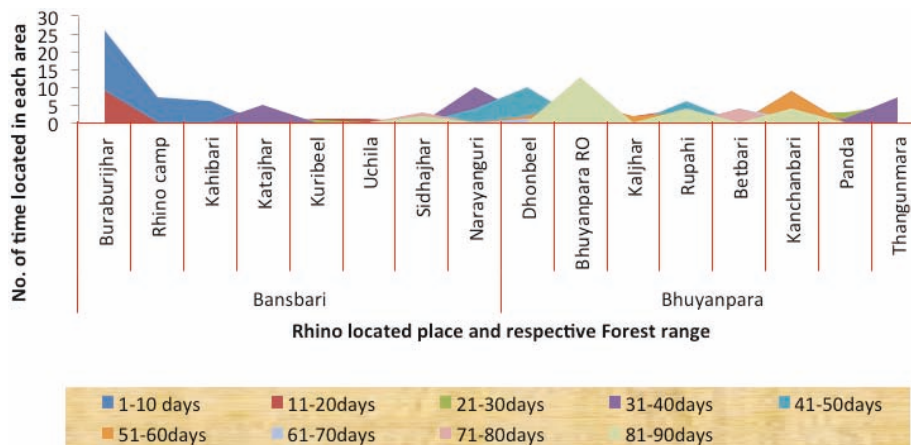 No. of time located in each area
30
25
20
15
10
5
0
Buraburijhar
Rhino camp
Kahibari
Katajhar
Kuribeel
Uchila
Sidhajhar
Narayanguri
Dhonbeel
Bhuyanpara RO
Kaljhar
Rupahi
Betbari
Kanchanbari
Panda
Thangunmara
Bansbari
Bhuyanpara
Rhino located place and respective Forest range
1-10 days 11-20days 21-30days 31-40days 41-50days
51-60days 61-70days 71-80days 81-90days